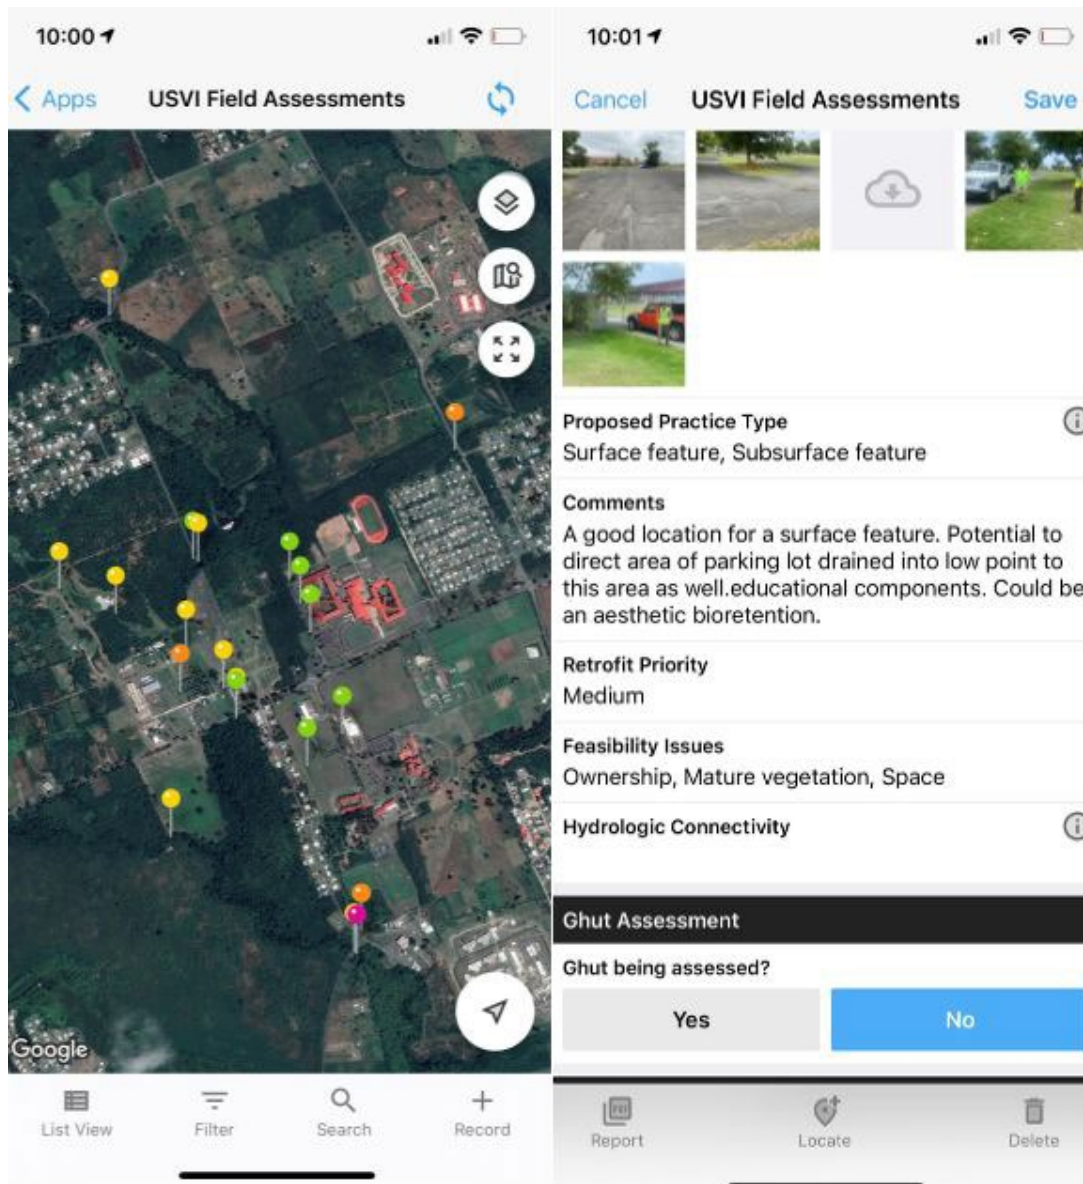 10:00
Apps
USVI Field Assessments
Google
List View
Filter
Search
Record
10:01
Cancel
USVI Field Assessments
Save
Proposed Practice Type
Surface feature, Subsurface feature
Comments
A good location for a surface feature. Potential to
direct area of parking lot drained into low point to
this area as well.educational components. Could be
an aesthetic bioretention.
Retrofit Priority
Medium
Feasibility Issues
Ownership, Mature vegetation, Space
Hydrologic Connectivity
Ghut Assessment
Ghut being assessed?
Yes
No
PDF
Report
Locate
Delete